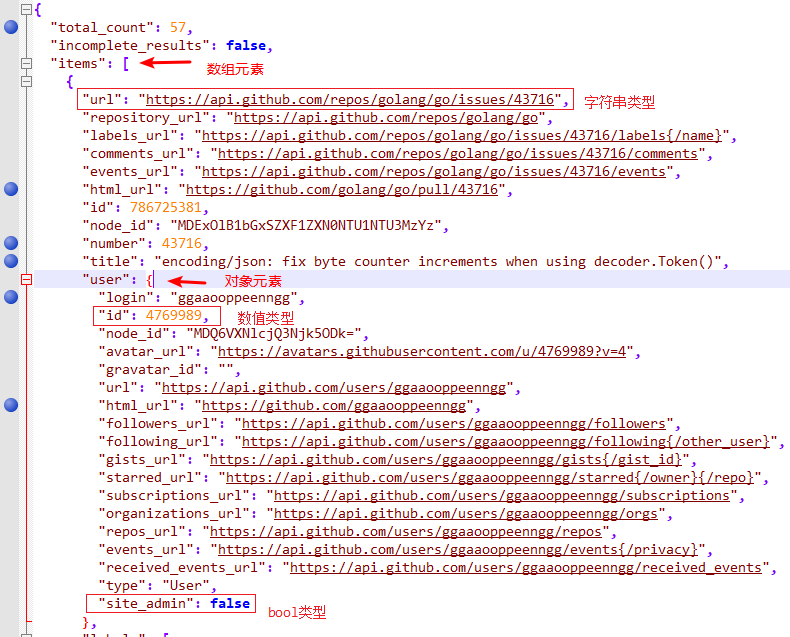 {
"total_count": 57,
"incomplete_results": false,
"items": [ 数组元素
{
"url": "https://api.github.com/repos/golang/go/issues/43716", 字符串类型
"repository_url": "https://api.github.com/repos/golang/go",
"labels_url": "https://api.github.com/repos/golang/go/issues/43716/labels{/name}",
"comments_url": "https://api.github.com/repos/golang/go/issues/43716/comments",
"events_url": "https://api.github.com/repos/golang/go/issues/43716/events",
"html_url": "https://github.com/golang/go/pull/43716",
"id": 786725381,
"node_id": "MDExOlB1bGxSZXF1ZXN0NTU1NTU3MzYz",
"number": 43716,
"title": "encoding/json: fix byte counter increments when using decoder.Token()",
"user": { 对象元素
"login": "ggaaooppeenngg",
"id": 4769989, 数值类型
"node_id": "MDQ6VXNlcjQ3Njk5ODk=",
"avatar_url": "https://avatars.githubusercontent.com/u/4769989?v=4",
"gravatar_id": "",
"url": "https://api.github.com/users/ggaaooppeenngg",
"html_url": "https://github.com/ggaaooppeenngg",
"followers_url": "https://api.github.com/users/ggaaooppeenngg/followers",
"following_url": "https://api.github.com/users/ggaaooppeenngg/following{/other_user}",
"gists_url": "https://api.github.com/users/ggaaooppeenngg/gists{/gist_id}",
"starred_url": "https://api.github.com/users/ggaaooppeenngg/starred{/owner}{/repo}",
"subscriptions_url": "https://api.github.com/users/ggaaooppeenngg/subscriptions",
"organizations_url": "https://api.github.com/users/ggaaooppeenngg/orgs",
"repos_url": "https://api.github.com/users/ggaaooppeenngg/repos",
"events_url": "https://api.github.com/users/ggaaooppeenngg/events{/privacy}",
"received_events_url": "https://api.github.com/users/ggaaooppeenngg/received_events",
"type": "User",
"site_admin": false bool类型
},